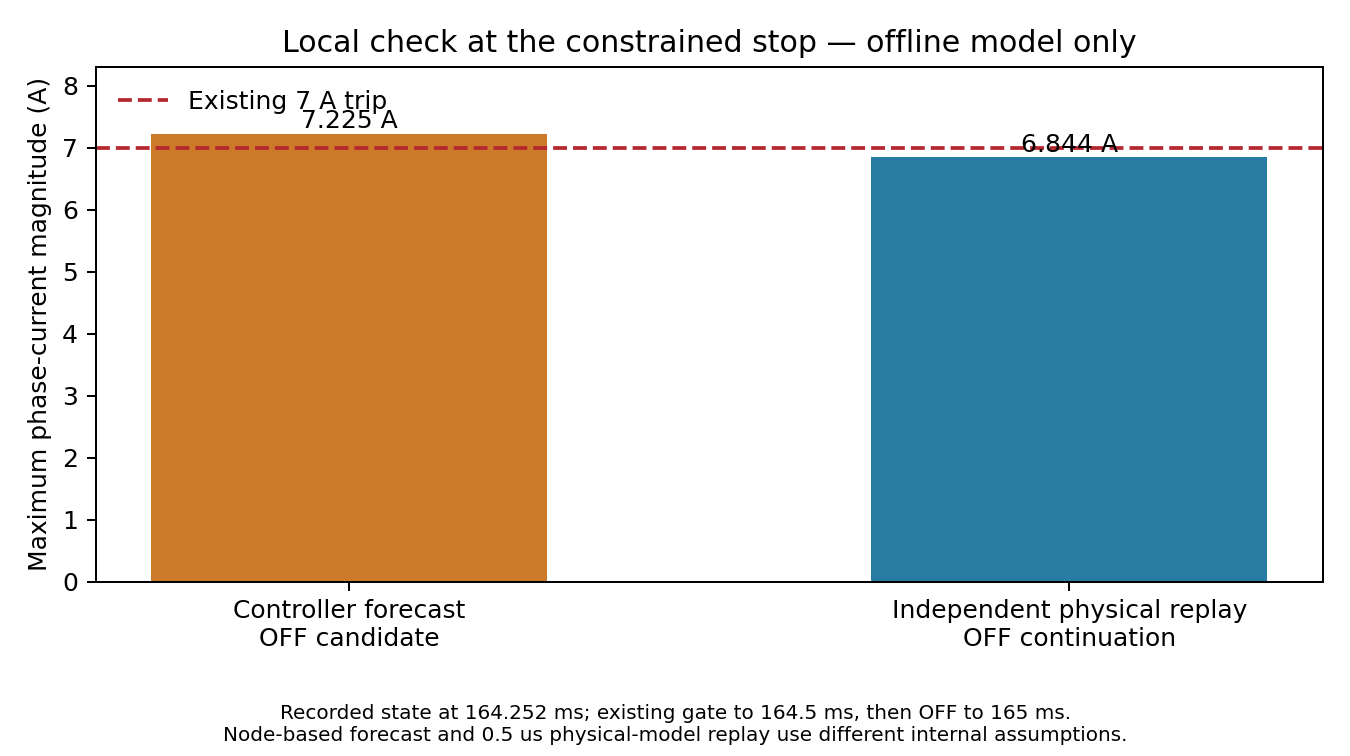 Local check at the constrained stop — offline model only
Maximum phase-current magnitude (A)
8
7
6
5
4
3
2
1
0
Existing 7 A trip
7.225 A
6.844 A
Controller forecast
OFF candidate
Independent physical replay
OFF continuation
Recorded state at 164.252 ms; existing gate to 164.5 ms, then OFF to 165 ms.
Node-based forecast and 0.5 us physical-model replay use different internal assumptions.